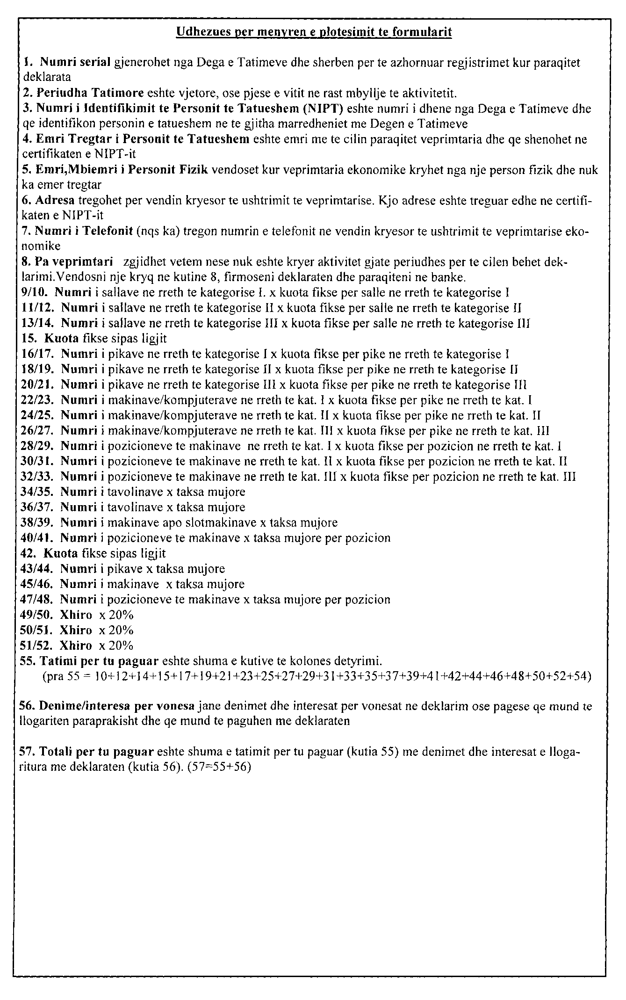 Udhezues per menyren e plotesimit te formularit
1. Numri serial gjenerohet nga Dega e Tatimeve dhe sherben per te azhornuar regjistrimet kur paraqitet
deklarata
2. Periudha Tatimore eshte vjetore, ose pjese e vitit ne rast mbyllje te aktivitetit.
3. Numri i Identifikimit te Personit te Tatueshem (NIPT) eshte numri i dhene nga Dega e Tatimeve dhe
qe identifikon personin e tatueshem ne te gjitha marredheniet me Degen e Tatimeve
4. Emri Tregtar i Personit te Tatueshem eshte emri me te cilin paraqitet veprimtaria dhe qe shenohet ne
certifikaten e NIPT-it
5. Emri,Mbiemri i Personit Fizik vendoset kur veprimtaria ekonomike kryhet nga nje person fizik dhe nuk
ka emer tregtar
6. Adresa tregohet per vendin kryesor te ushtrimit te veprimtarise. Kjo adrese eshte treguar edhe ne certifi-
katen e NIPT-it
7. Numri i Telefonit (nqs ka) tregon numrin e telefonit ne vendin kryesor te ushtrimit te veprimtarise eko-
nomike
8. Pa veprimtari zgjidhet vetem nese nuk eshte kryer aktivitet gjate periudhes per te cilen behet dek-
larimi.Vendosni nje kryq ne kutine 8, firmoseni deklaraten dhe paraqiteni ne banke.
9/10. Numri i sallave ne rreth te kategorise I. x kuota fikse per salle ne rreth te kategorise I
11/12. Numri i sallave ne rreth te kategorise II x kuota fikse per salle ne rreth te kategorise II
13/14. Numri i sallave ne rreth te kategorise III x kuota fikse per salle ne rreth te kategorise III
15. Kuota fikse sipas ligjit
16/17. Numri i pikave ne rreth te kategorise I x kuota fikse per pike ne rreth te kategorise I
18/19. Numri i pikave ne rreth te kategorise II x kuota fikse per pike ne rreth te kategorise II
20/21. Numri i pikave ne rreth te kategorise III x kuota fikse per pike ne rreth te kategorise III
22/23. Numri i makinave/kompjuterave ne rreth te kat. I x kuota fikse per pike ne rreth te kat. I
24/25. Numri i makinave/kompjuterave ne rreth te kat. II x kuota fikse per pike ne rreth te kat. II
26/27. Numri i makinave/kompjuterave ne rreth te kat. III x kuota fikse per pike ne rreth te kat. III
28/29. Numri i pozicioneve te makinave ne rreth te kat. I x kuota fikse per pozicion ne rreth te kat. I
30/31. Numri i pozicioneve te makinave ne rreth te kat. II x kuota fikse per pozicion ne rreth te kat. II
32/33. Numri i pozicioneve te makinave ne rreth te kat. III x kuota fikse per pozicion ne rreth te kat. III
34/35. Numri i tavolinave x taksa mujore
36/37. Numri i tavolinave x taksa mujore
38/39. Numri i makinave apo slotmakinave x taksa mujore
40/41. Numri i pozicioneve te makinave x taksa mujore per pozicion
42. Kuota fikse sipas ligjit
43/44. Numri i pikave x taksa mujore
45/46. Numri i makinave x taksa mujore
47/48. Numri i pozicioneve te makinave x taksa mujore per pozicion
49/50. Xhiro x 20%
50/51. Xhiro x 20%
51/52. Xhiro x 20%
55. Tatimi per tu paguar eshte shuma e kutive te kolones detyrimi.
(pra 55 = 10+12+14+15+17+19+21+23+25+27+29+31+33+35+37+39+41+42+44+46+48+50+52+54)
56. Denime/interesa per vonesa jane denimet dhe interesat per vonesat ne deklarim ose pagese qe mund te
llogariten paraprakisht dhe qe mund te paguhen me deklaraten
57. Totali per tu paguar eshte shuma e tatimit per tu paguar (kutia 55) me denimet dhe interesat e lloga-
ritura me deklaraten (kutia 56). (57=55+56)